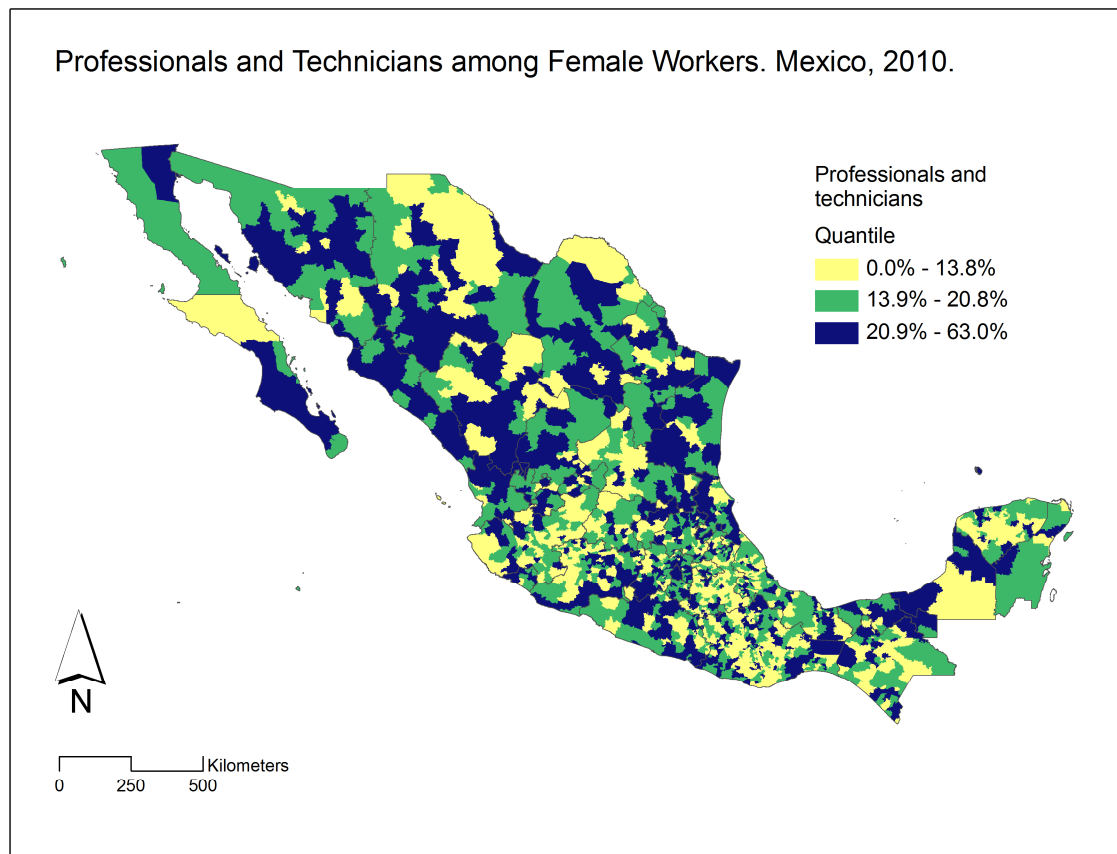 Professionals and Technicians among Female Workers. Mexico, 2010.
Professionals and
technicians
Quantile
0.0% - 13.8%
13.9% - 20.8%
20.9% - 63.0%
N
Kilometers
0 250 500